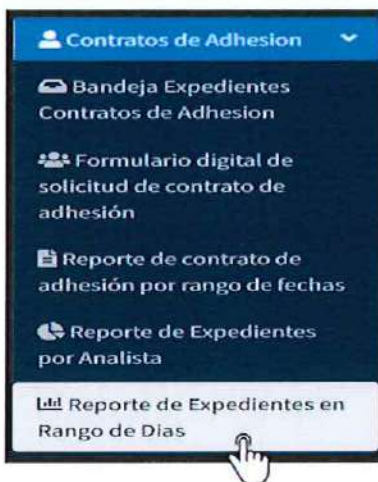 Contratos de Adhesion
Bandeja Expedientes
Contratos de Adhesion
Formulario digital de
solicitud de contrato de
adhesión
Reporte de contrato de
adhesión por rango de fechas
Reporte de Expedientes
por Analista
Reporte de Expedientes en
Rango de Dias